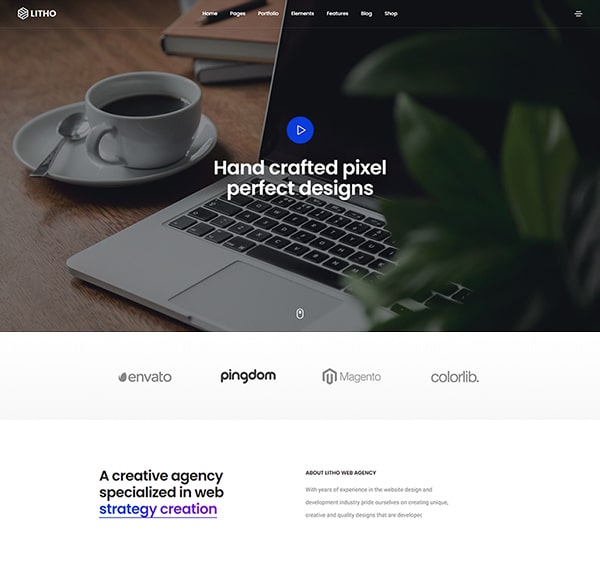 LITHO
Home Pages Portfolio Elements Features Blog Shop
Hand crafted pixel
perfect designs
envato
pingdom
Magento
colorlib.
A creative agency
specialized in web
strategy creation
ABOUT LITHO WEB AGENCY
With years of experience in the website design and
development industry pride ourselves on creating unique,
creative and quality designs that are developer.